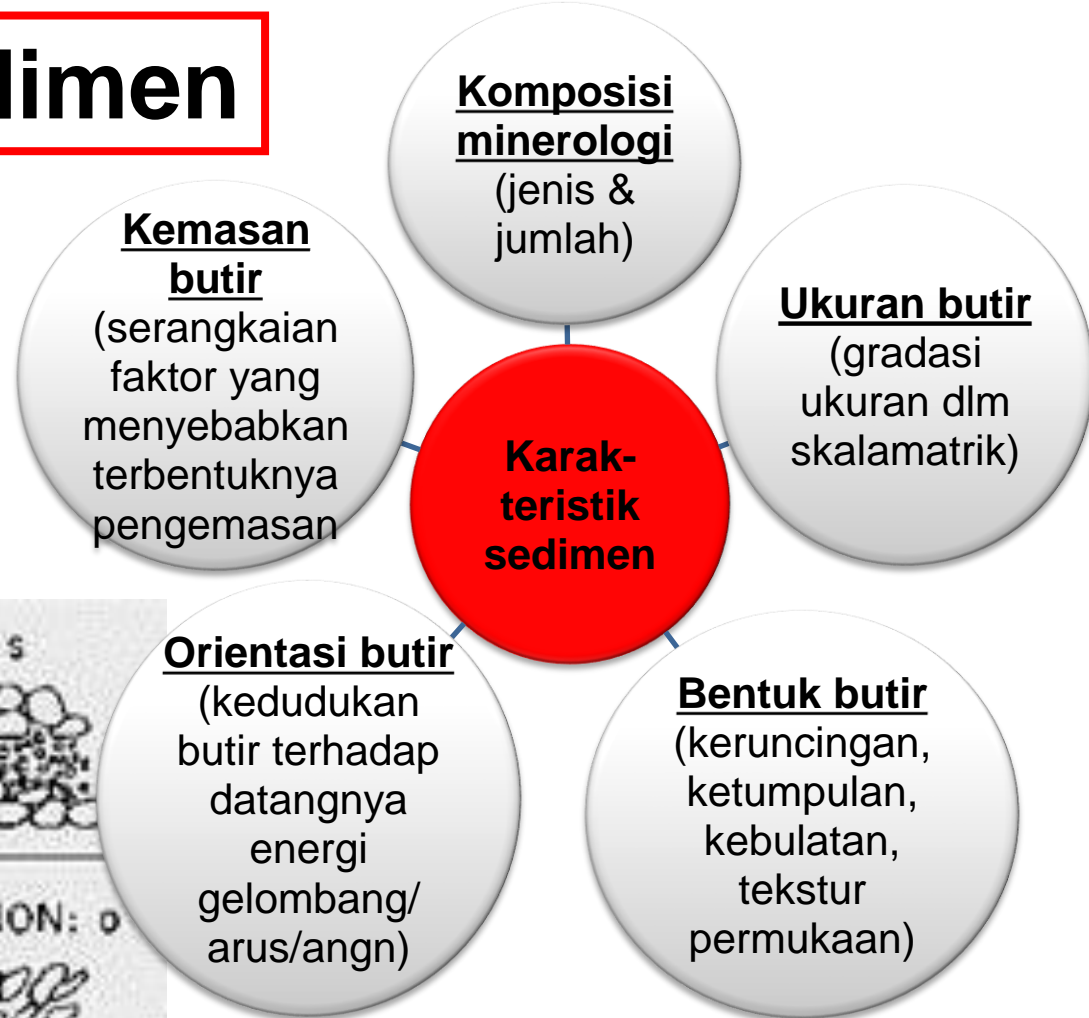 limen
Komposisi
minerologi
(jenis &
jumlah)
Kemasan
butir
(serangkaian
faktor yang
menyebabkan
terbentuknya
pengemasan
Ukuran butir
(gradasi
ukuran dlm
skalamatrik)
Karak-
teristik
sedimen
Orientasi butir
(kedudukan
butir terhadap
datangnya
energi
gelombang/
arus/angn)
Bentuk butir
(keruncingan,
ketumpulan,
kebulatan,
tekstur
permukaan)
s
ION: o